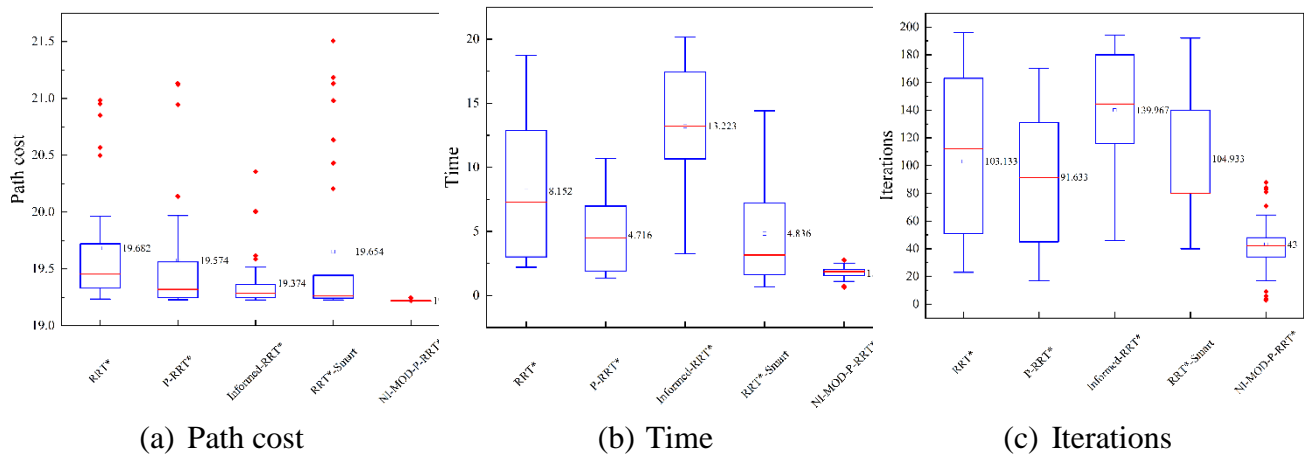 21.5
21.0
20.5
20.0
19.5
19.0
Path cost
19.682
19.574
19.374
19.654
RRT*
P-RRT*
Informed-RRT*
RRT*-Smart
NI-MOD-P-RRT*
(a) Path cost
20
15
10
5
0
Time
8.152
4.716
13.223
4.836
1.
RRT*
P-RRT*
Informed-RRT*
RRT*-Smart
NI-MOD-P-RRT*
(b) Time
200
180
160
140
120
100
80
60
40
20
0
Iterations
103.133
91.633
139.967
104.933
43
RRT*
P-RRT*
Informed-RRT*
RRT*-Smart
NI-MOD-P-RRT*
(c) Iterations